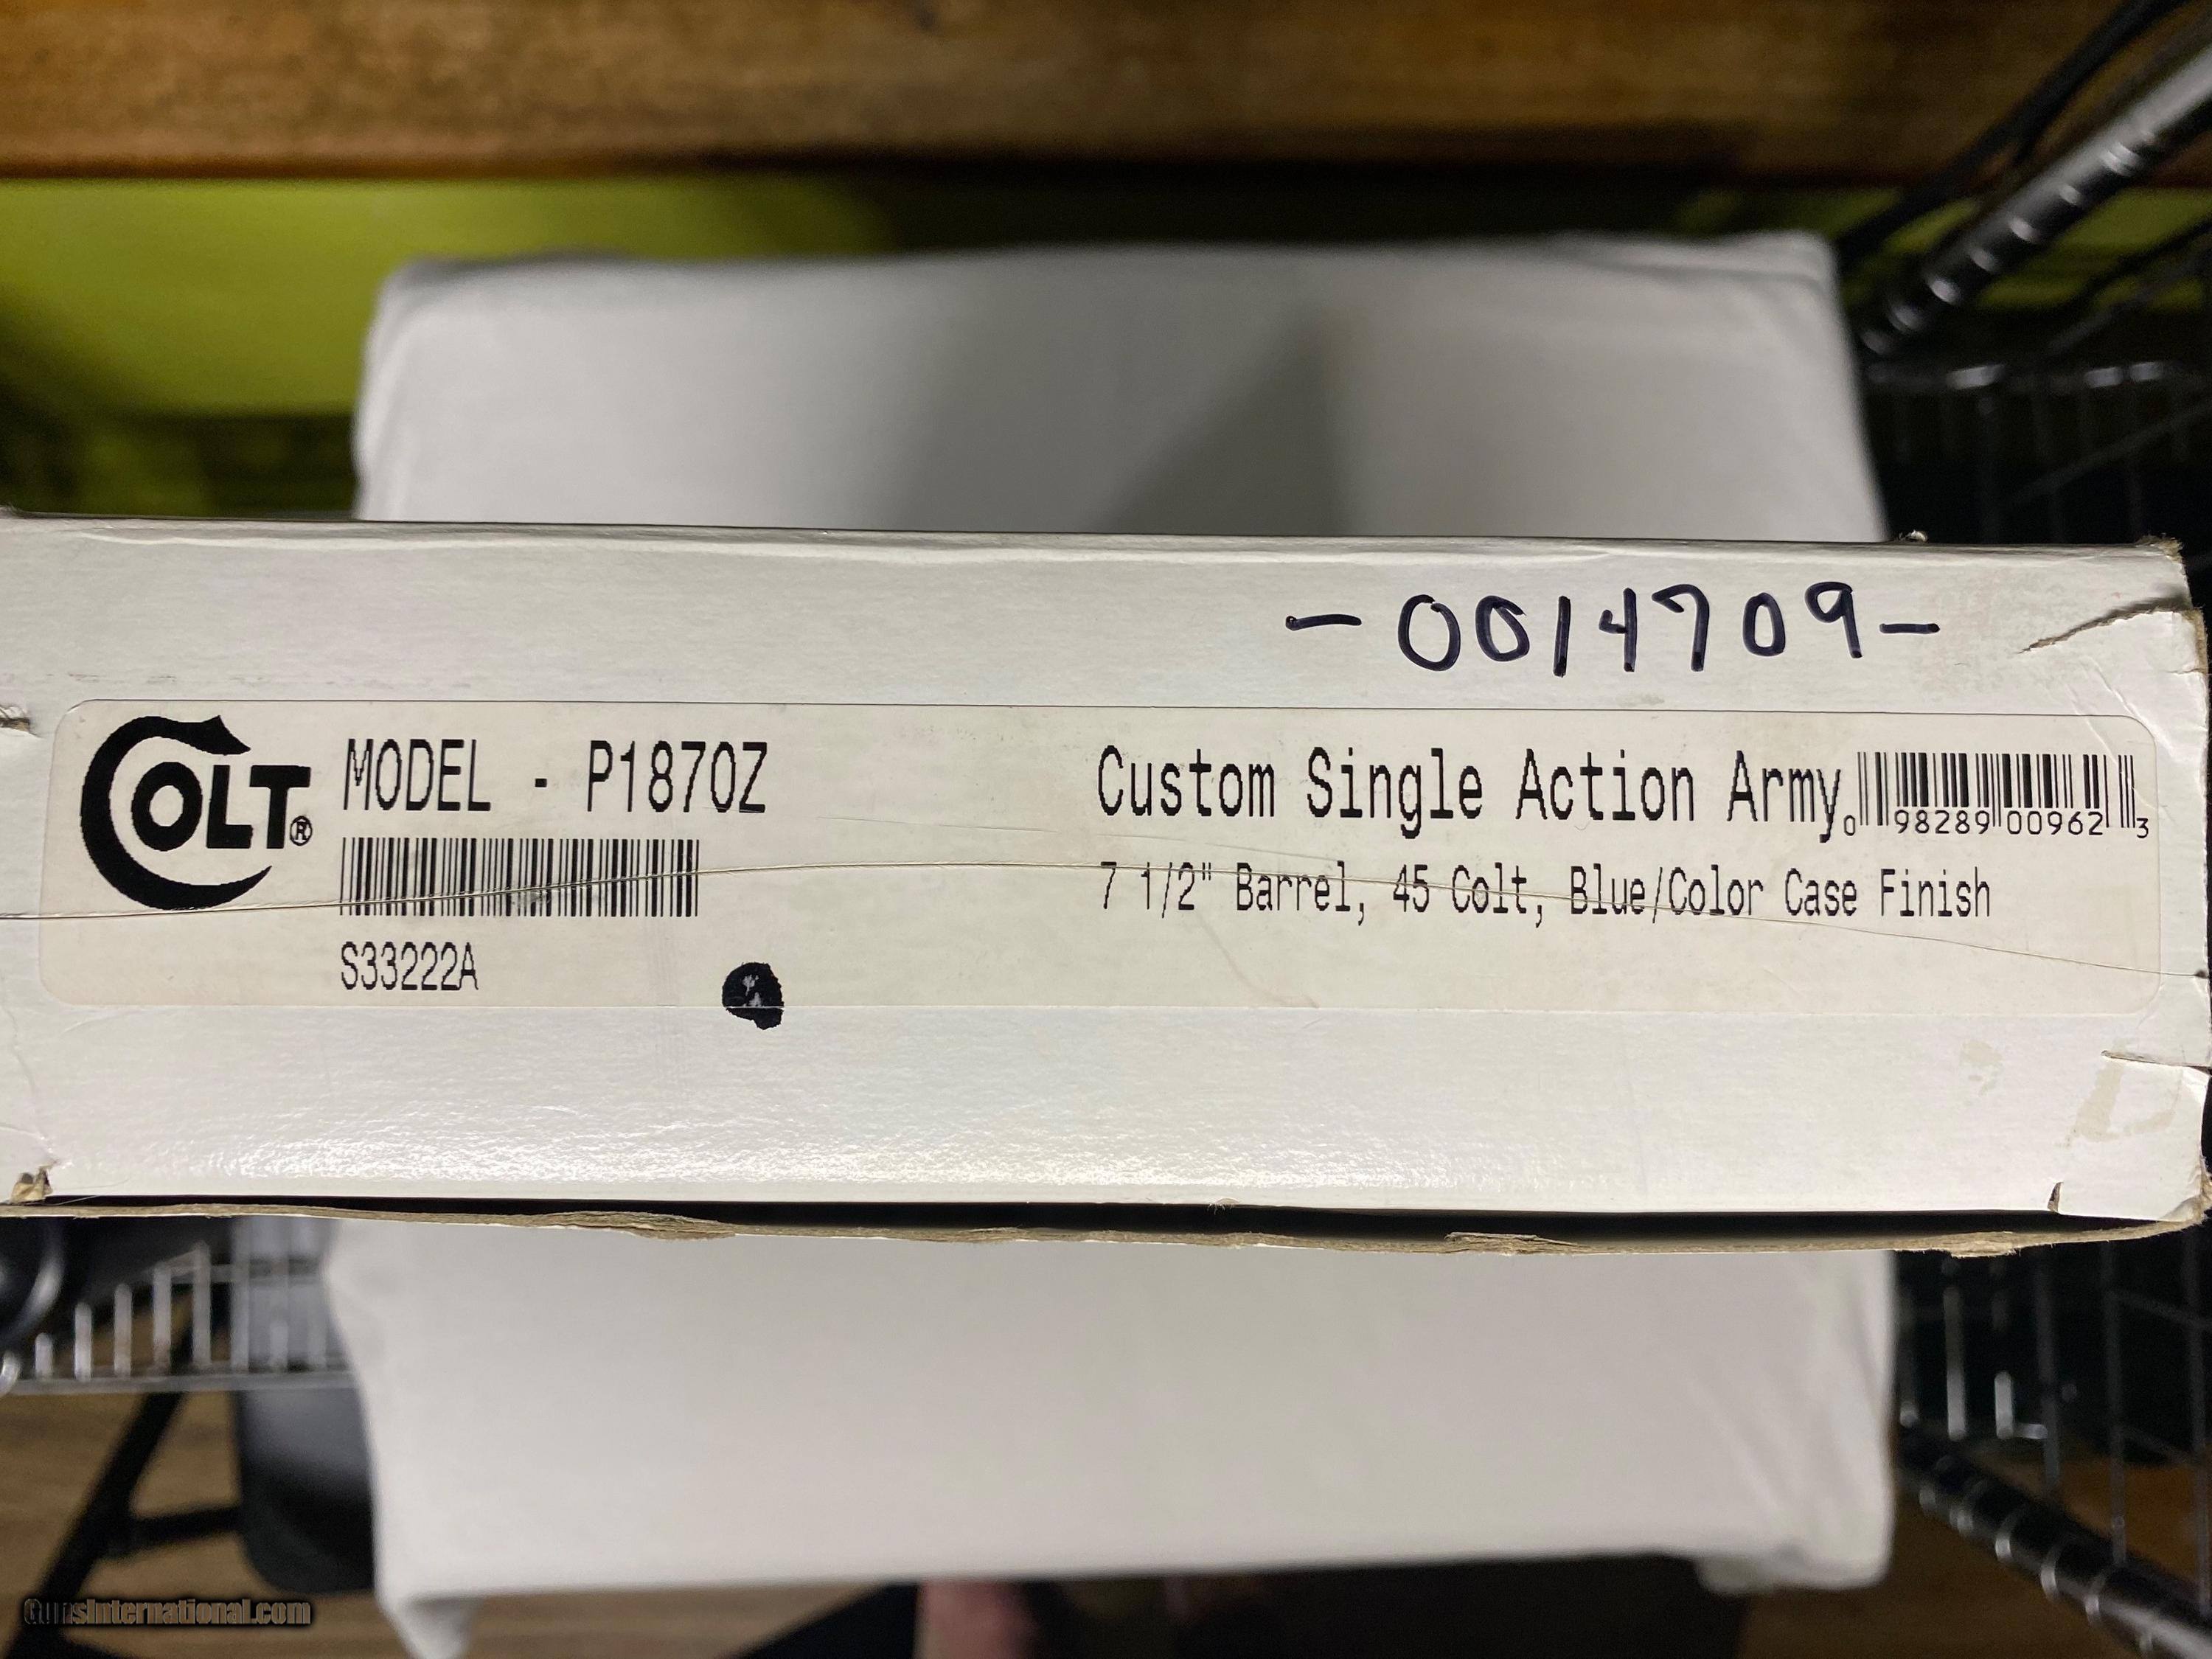 -0014709-
COLT®
MODEL - P1870Z
S33222A
Custom Single Action Army
7 1/2" Barrel, 45 Colt, Blue/Color Case Finish
0 98289 00962 3
GunsInternational.com